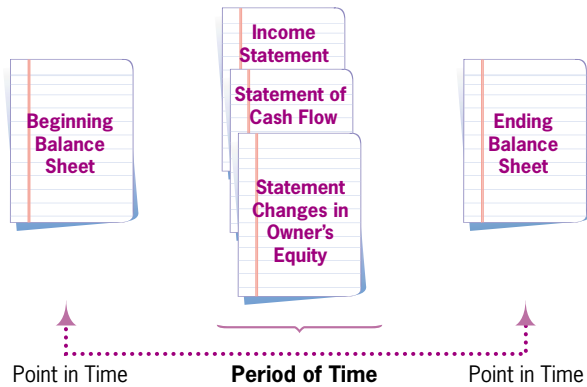 Income
Statement
Statement of
Cash Flow
Beginning
Balance
Sheet
Statement
Changes in
Owner's
Equity
Ending
Balance
Sheet
Point in Time
Period of Time
Point in Time